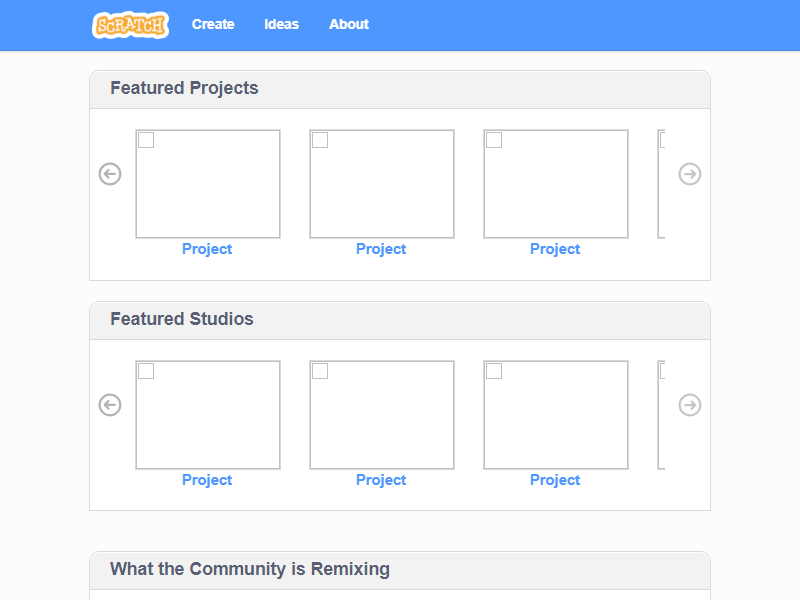 SCRATCH Create Ideas About
Featured Projects
Project Project Project
Featured Studios
Project Project Project
What the Community is Remixing